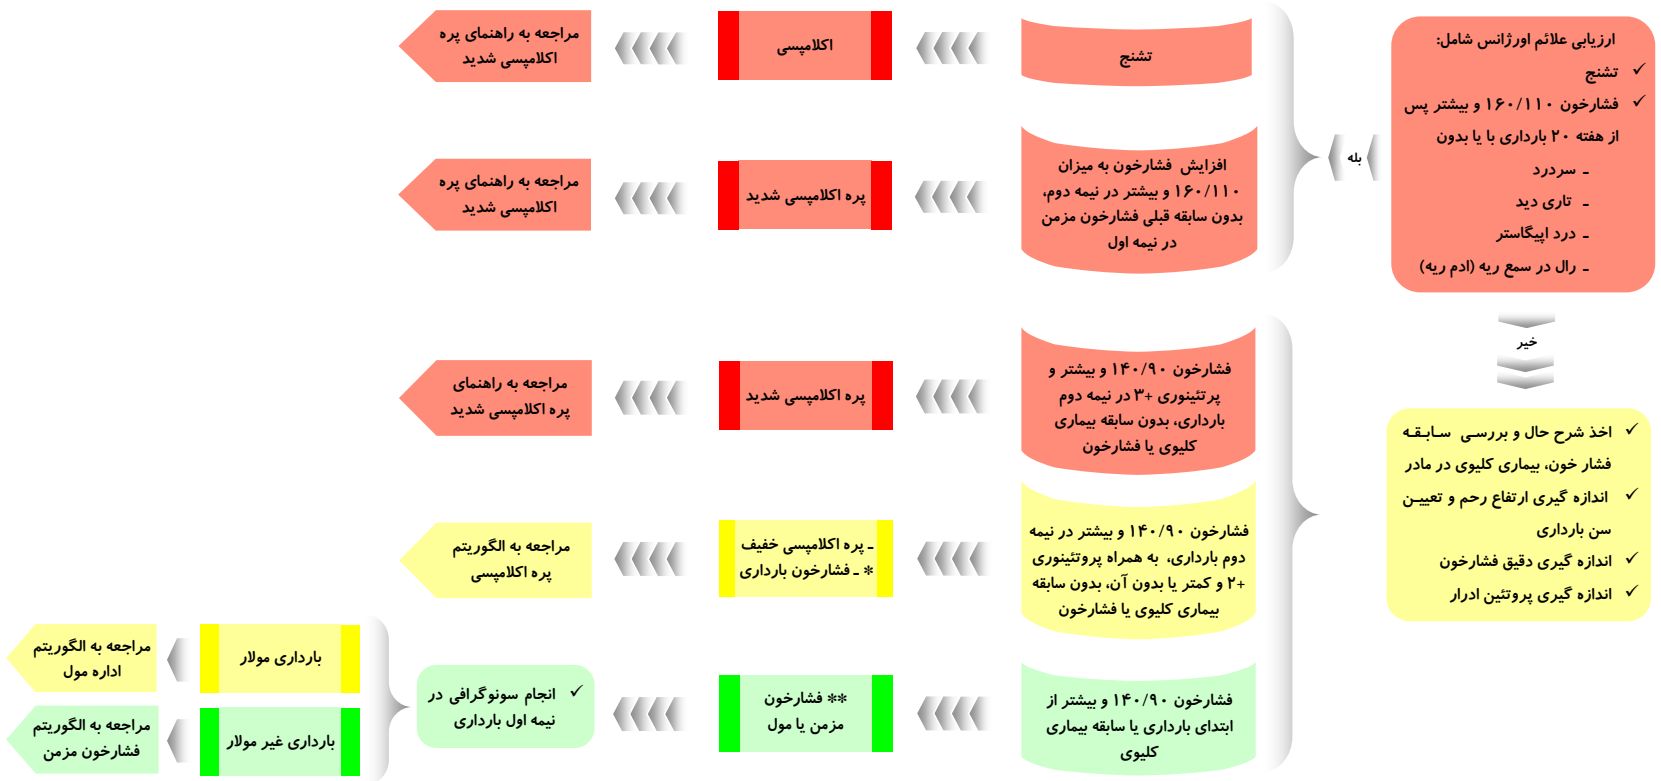 ارزیابی علائم اورژانس شامل:
✓ تشنج
✓ فشارخون ۱۶۰/۱۱۰ و بیشتر پس
از هفته ۲۰ بارداری با یا بدون
ـ سردرد
ـ تاری دید
ـ درد اپیگاستر
ـ رال در سمع ریه (ادم ریه)
بله
تشنج
اکلامپسی
مراجعه به راهنمای پره
اکلامپسی شدید
افزایش فشارخون به میزان
۱۶۰/۱۱۰ و بیشتر در نیمه دوم،
بدون سابقه قبلی فشارخون مزمن
در نیمه اول
پره اکلامپسی شدید
مراجعه به راهنمای پره
اکلامپسی شدید
خیر
✓ اخذ شرح حال و بررسی سابقه
فشار خون، بیماری کلیوی در مادر
✓ اندازه گیری ارتفاع رحم و تعیین
سن بارداری
✓ اندازه گیری دقیق فشارخون
✓ اندازه گیری پروتئین ادرار
فشارخون ۱۴۰/۹۰ و بیشتر و
پرتئینوری +۳ در نیمه دوم
بارداری، بدون سابقه بیماری
کلیوی یا فشارخون
پره اکلامپسی شدید
مراجعه به راهنمای
پره اکلامپسی شدید
فشارخون ۱۴۰/۹۰ و بیشتر در نیمه
دوم بارداری، به همراه پروتئینوری
+۲ و کمتر یا بدون آن، بدون سابقه
بیماری کلیوی یا فشارخون
ـ پره اکلامپسی خفیف
* ـ فشارخون بارداری
مراجعه به الگوریتم
پره اکلامپسی
فشارخون ۱۴۰/۹۰ و بیشتر از
ابتدای بارداری یا سابقه بیماری
کلیوی
** فشارخون
مزمن یا مول
✓ انجام سونوگرافی در
نیمه اول بارداری
بارداری مولار
مراجعه به الگوریتم
اداره مول
بارداری غیر مولار
مراجعه به الگوریتم
فشارخون مزمن